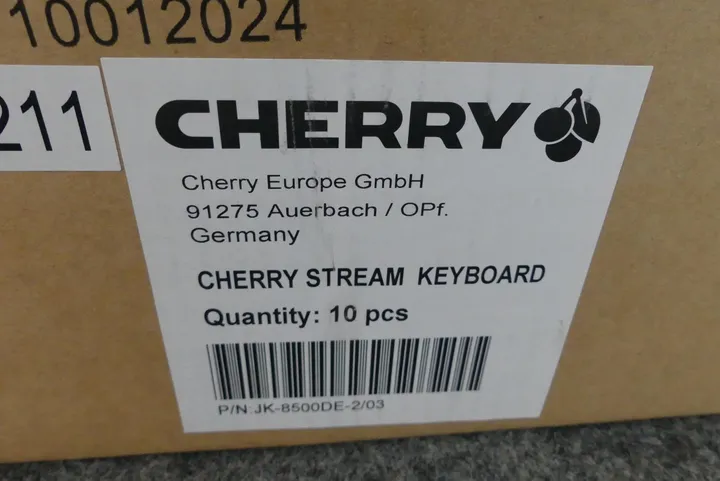 10012024
211
CHERRY
Cherry Europe GmbH
91275 Auerbach / OPf.
Germany
CHERRY STREAM KEYBOARD
Quantity: 10 pcs
P/N.JK-8500DE-2/03